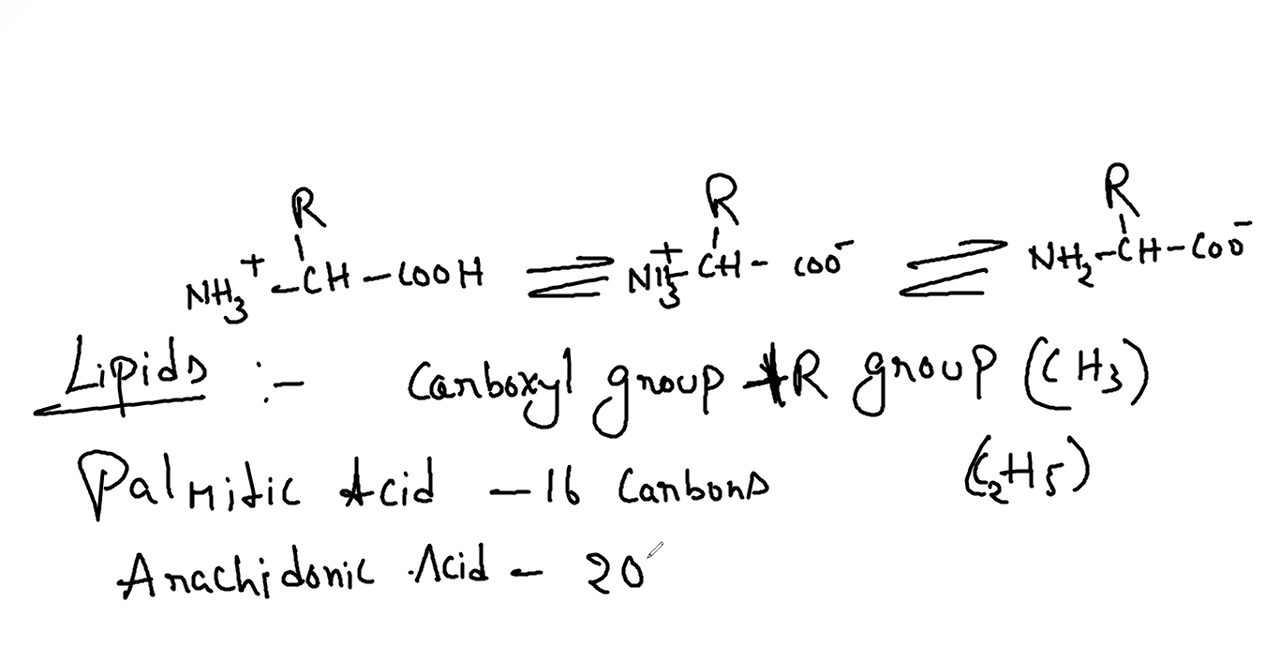 R R R
NH₃⁺ – CH – COOH ⇌ NH₃⁺ – CH – COO⁻ ⇌ NH₂ – CH – COO⁻
Lipids :- Carboxyl group + R group (CH₃)
Palmitic Acid – 16 Carbons (C₂H₅)
Arachidonic Acid – 20